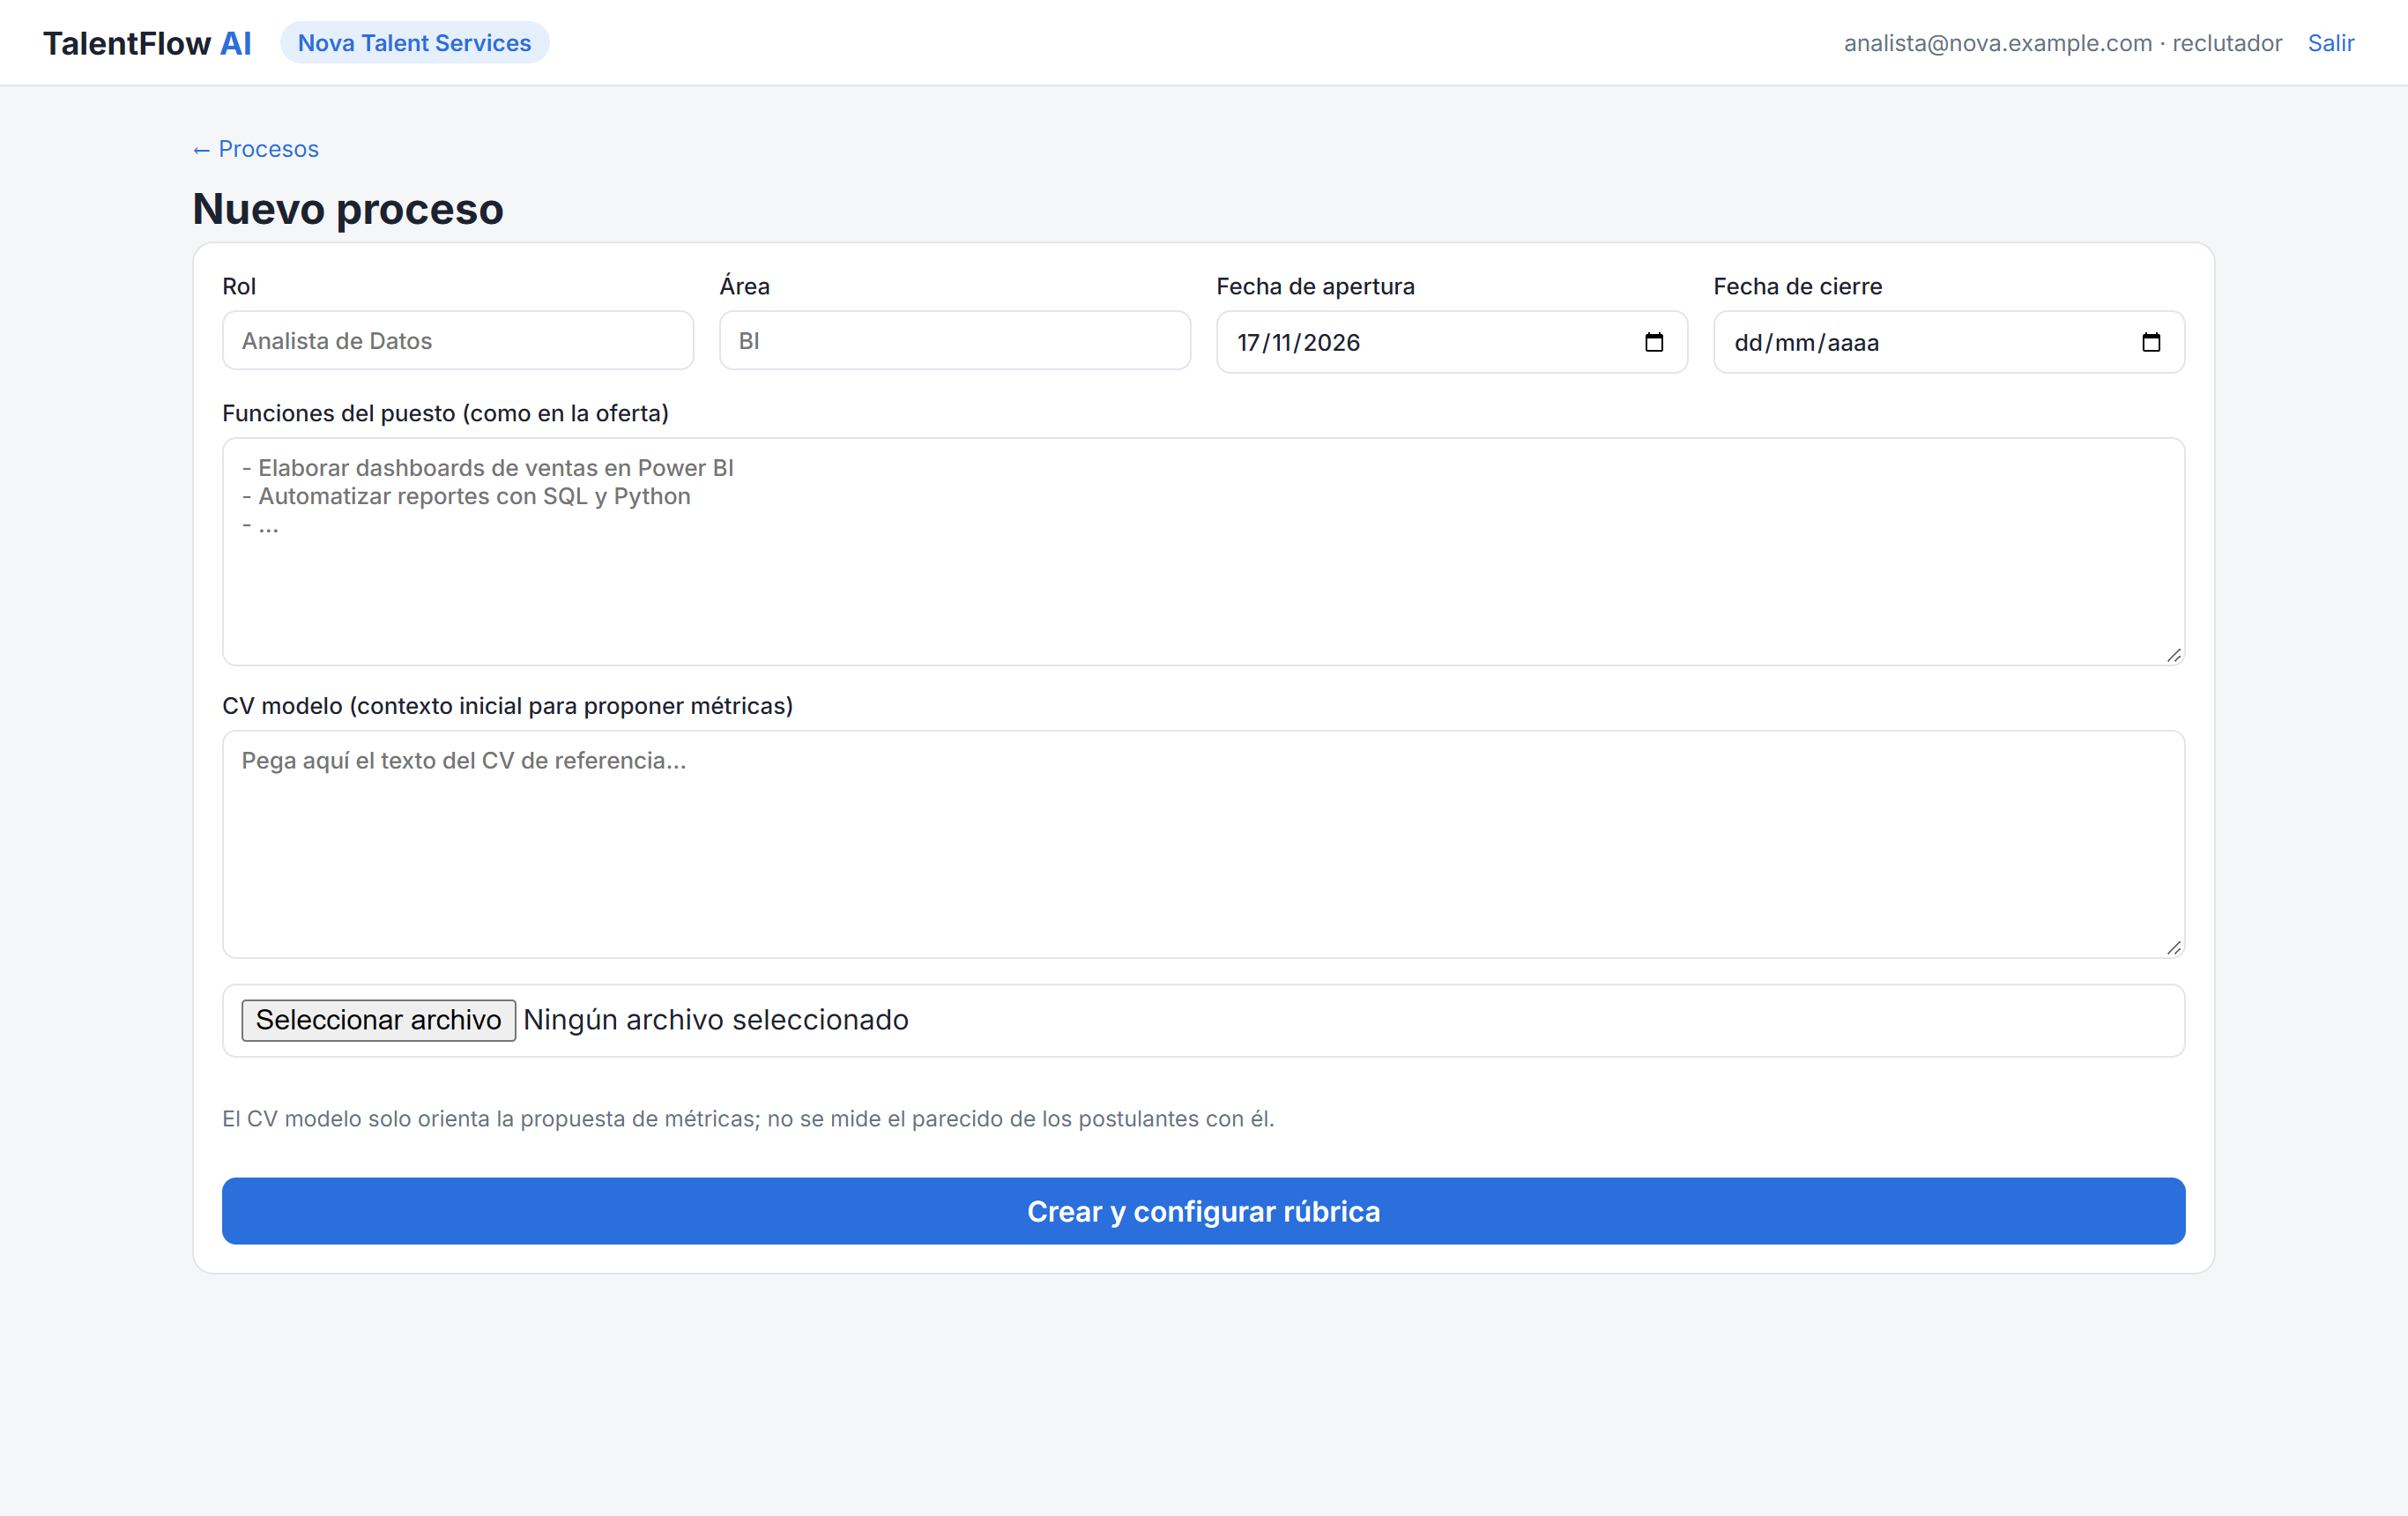 TalentFlow AI
Nova Talent Services
analista@nova.example.com · reclutador
Salir
← Procesos
Nuevo proceso
Rol
Área
Fecha de apertura
Fecha de cierre
Analista de Datos
BI
17/11/2026
dd/mm/aaaa
Funciones del puesto (como en la oferta)
- Elaborar dashboards de ventas en Power BI
- Automatizar reportes con SQL y Python
- ...
CV modelo (contexto inicial para proponer métricas)
Pega aquí el texto del CV de referencia...
Seleccionar archivo Ningún archivo seleccionado
El CV modelo solo orienta la propuesta de métricas; no se mide el parecido de los postulantes con él.
Crear y configurar rúbrica